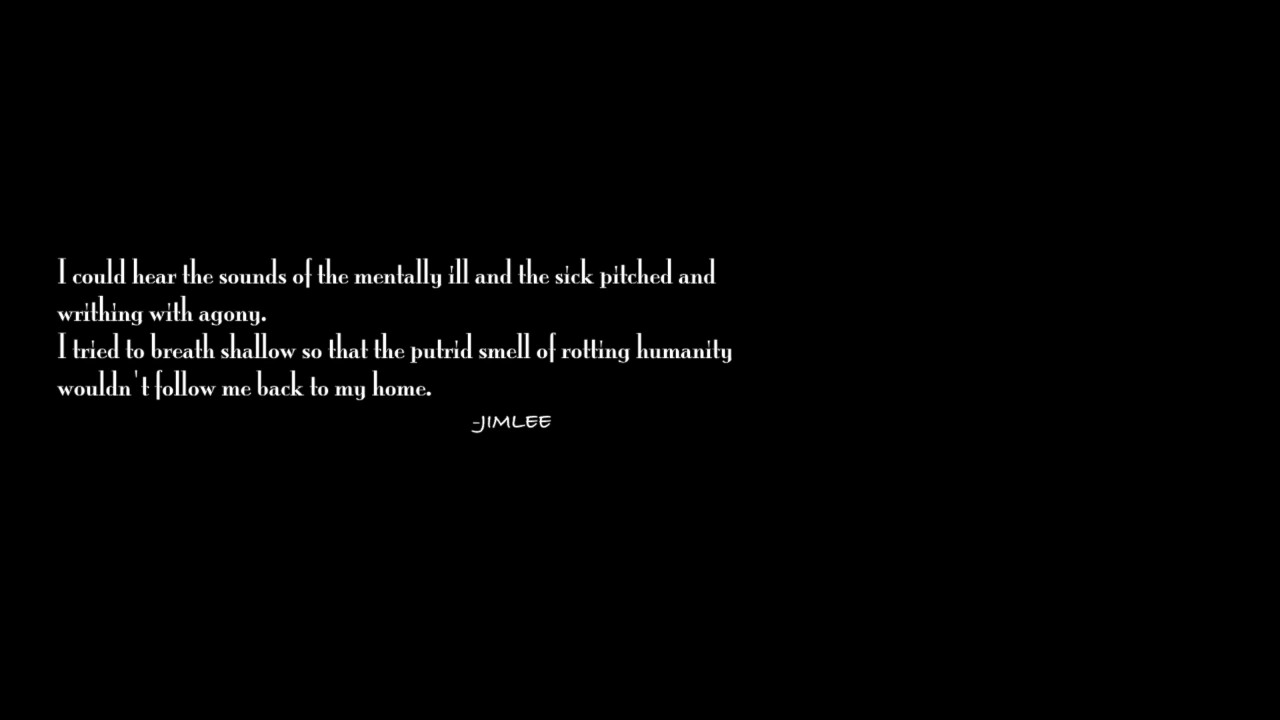 I could hear the sounds of the mentally ill and the sick pitched and
writhing with agony.
I tried to breath shallow so that the putrid smell of rotting humanity
wouldn't follow me back to my home.
-JIMLEE